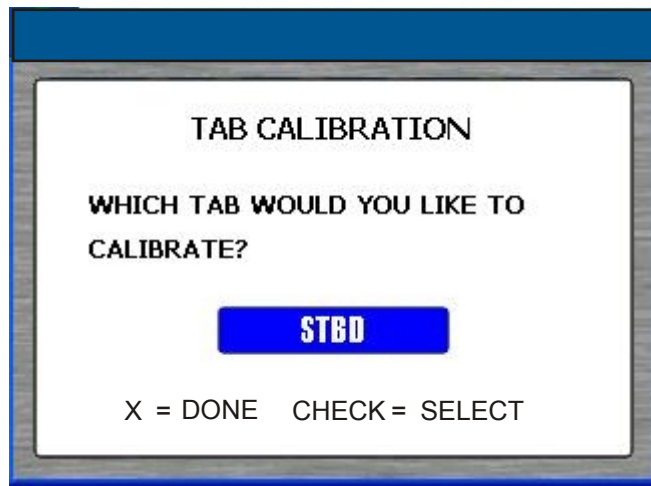 TAB CALIBRATION
WHICH TAB WOULD YOU LIKE TO
CALIBRATE?
STBD
X = DONE CHECK = SELECT